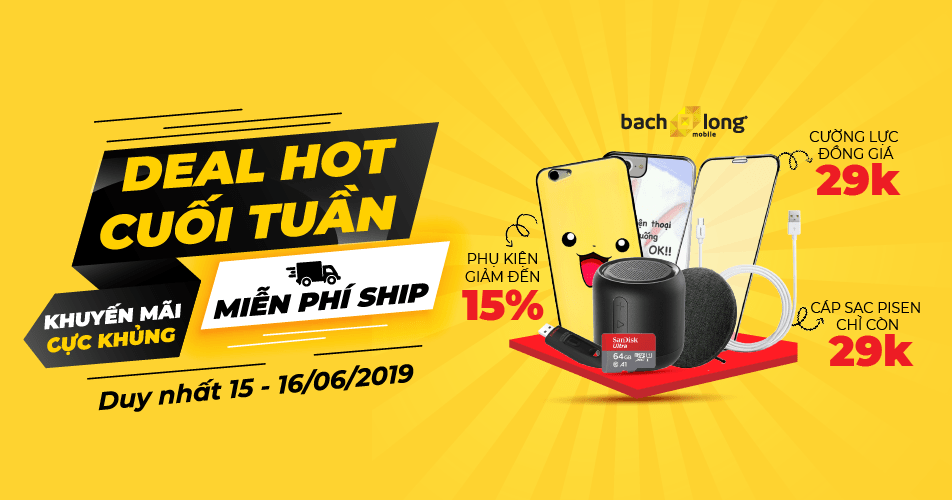 DEAL HOT
CUỐI TUẦN
KHUYẾN MÃI
CỰC KHỦNG
MIỄN PHÍ SHIP
Duy nhất 15 - 16/06/2019
bach long
mobile
CƯỜNG LỰC
ĐỒNG GIÁ
29k
PHỤ KIỆN
GIẢM ĐẾN
15%
thoại
OK!!
SanDisk
Ultra
64GB
A1
CÁP SẠC PISEN
CHỈ CÒN
29k